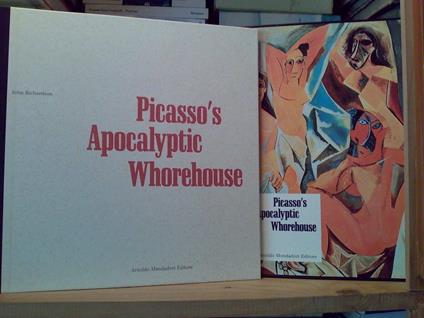 John Richardson
Picasso's
Apocalyptic
Whorehouse
Arnoldo Mondadori Editore
Picasso's
Apocalyptic
Whorehouse
Arnoldo Mondadori Editore